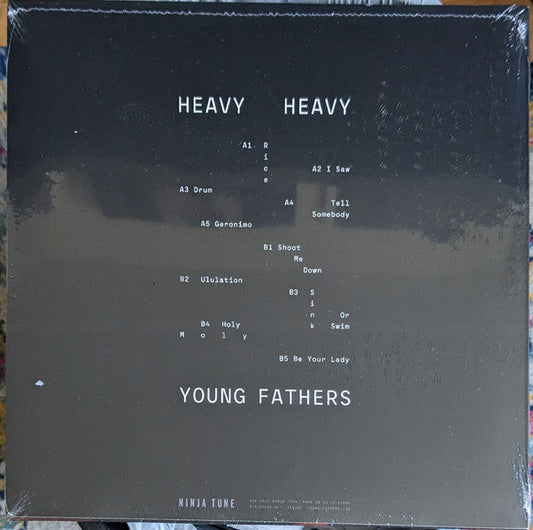 HEAVY HEAVY
A1 Rice
A2 I Saw
A3 Drum
A4 Tell
Somebody
A5 Geronimo
B1 Shoot
Me
Down
B2 Ululation
B3 Sink
Or
Swim
B4 Holy
Moly
B5 Be Your Lady
YOUNG FATHERS
NINJA TUNE